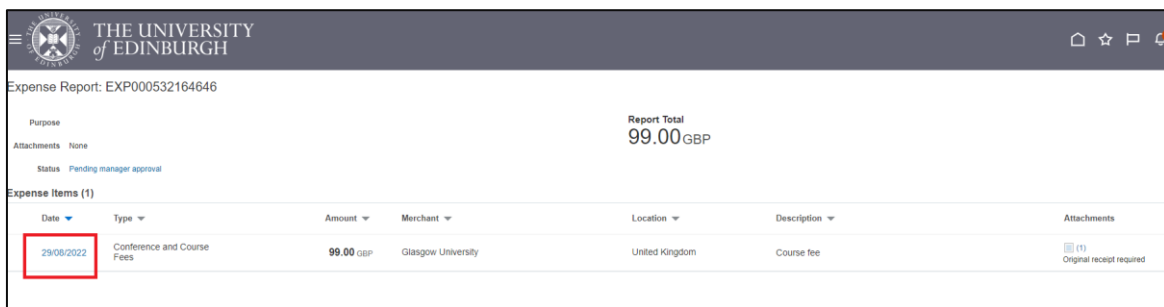 THE UNIVERSITY
of EDINBURGH
Expense Report: EXP000532164646
Purpose
Report Total
99.00 GBP
Attachments None
Status Pending manager approval
Expense Items (1)
Date Type Amount Merchant Location Description Attachments
29/08/2022 Conference and Course Fees 99.00 GBP Glasgow University United Kingdom Course fee (1)
Original receipt required